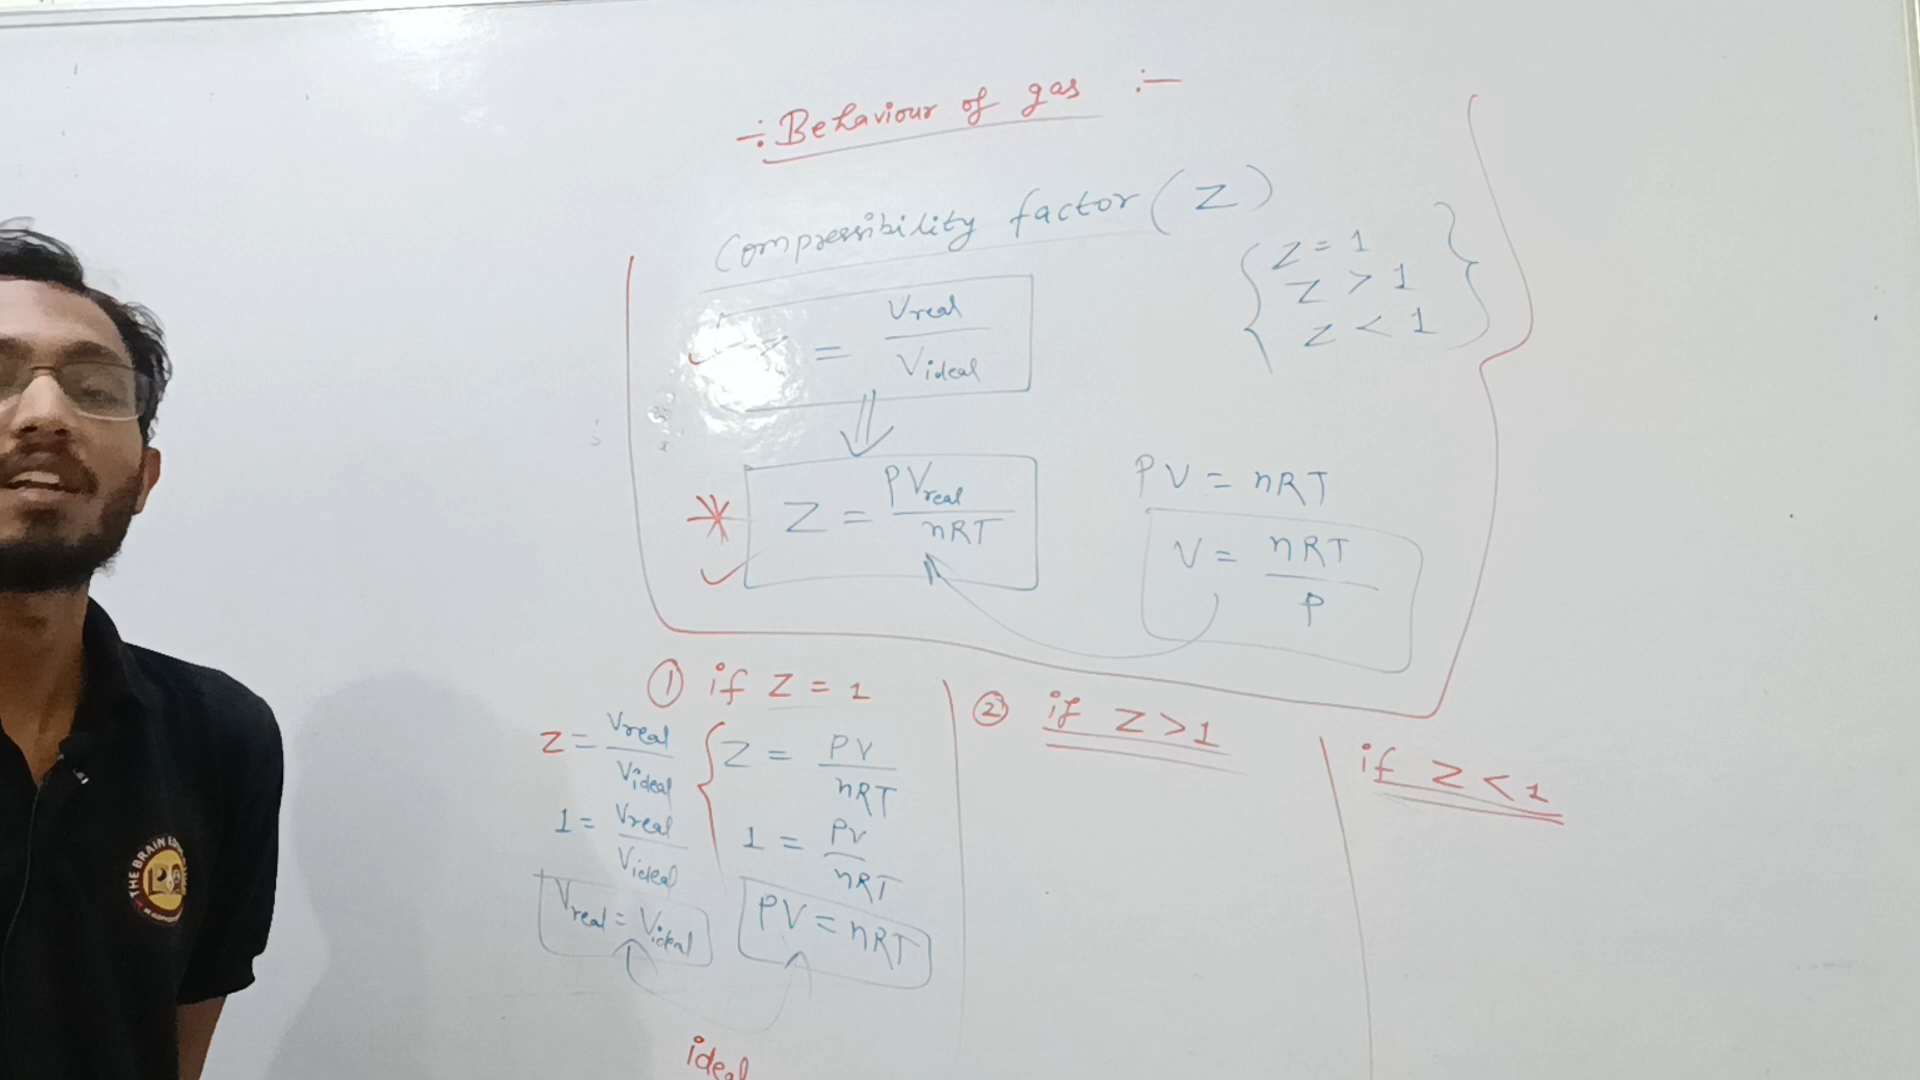 ÷ Behaviour of gas :-
Compressibility factor (Z)
Z = 1
Z > 1
Z < 1
Z = Vreal / Videal
Z = PVreal / nRT
PV = nRT
V = nRT / P
① if Z = 1
Z = Vreal / Videal
1 = Vreal / Videal
Vreal = Videal
Z = PV / nRT
1 = PV / nRT
PV = nRT
ideal
② if Z > 1
if Z < 1
THE BRAIN